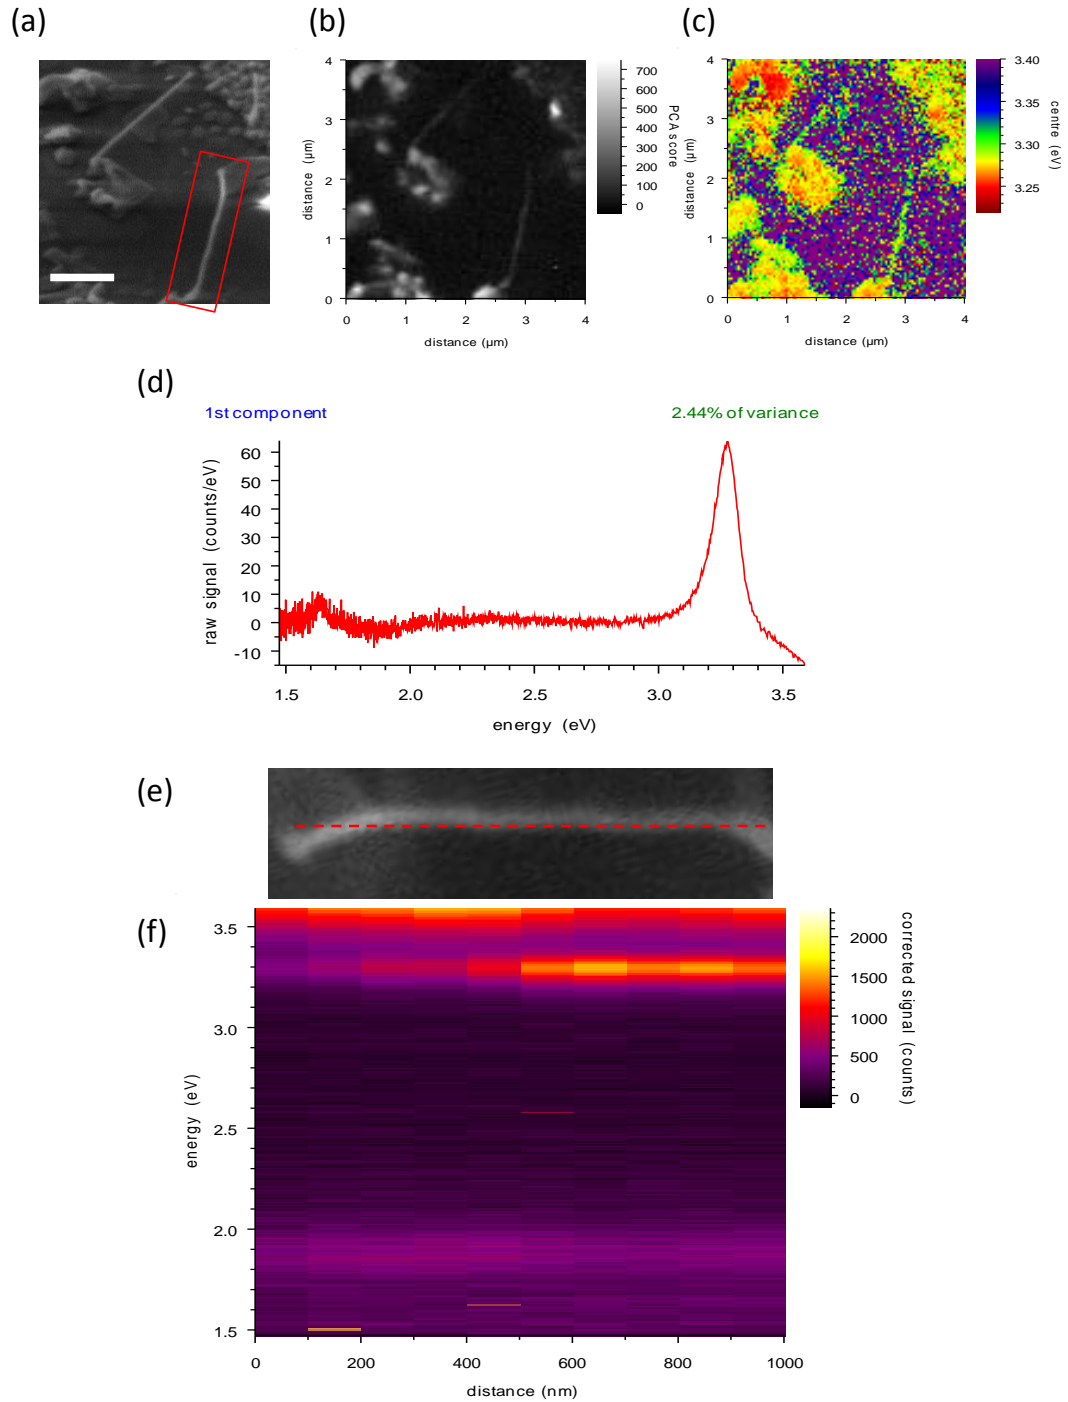 (a)
(b)
(c)
4
3
2
1
0
distance (µm)
0 1 2 3 4
distance (µm)
700
600
500
400
300
200
100
0
PCA score
4
3
2
1
0
distance (µm)
0 1 2 3 4
distance (µm)
3.40
3.35
3.30
3.25
centre (eV)
(d)
1st component
2.44% of variance
60
50
40
30
20
10
0
-10
raw signal (counts/eV)
1.5 2.0 2.5 3.0 3.5
energy (eV)
(e)
(f)
3.5
3.0
2.5
2.0
1.5
energy (eV)
0 200 400 600 800 1000
distance (nm)
2000
1500
1000
500
0
corrected signal (counts)